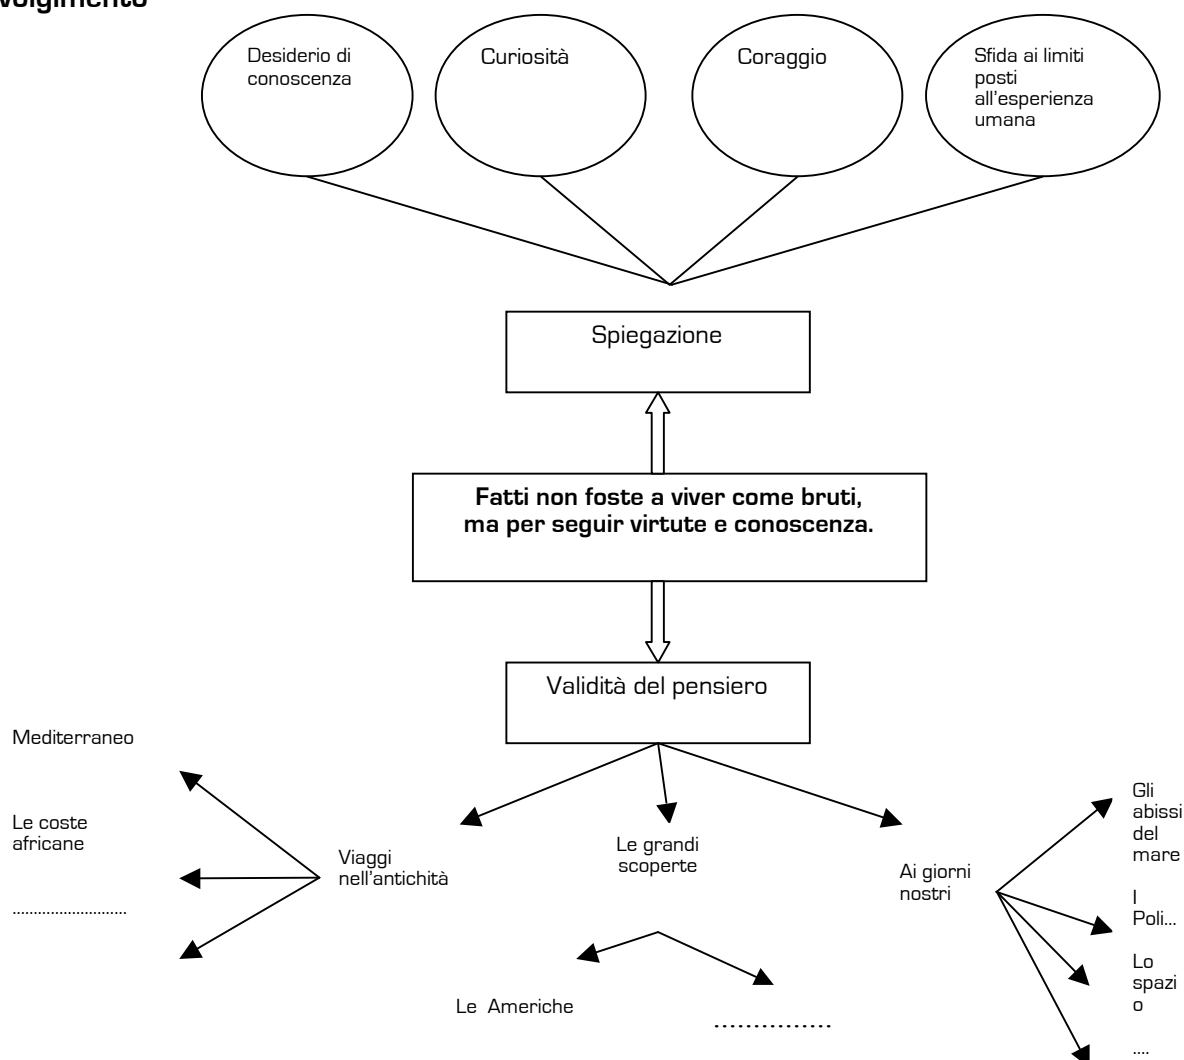 Desiderio di
conoscenza
Curiosità
Coraggio
Sfida ai limiti
posti
all'esperienza
umana
Spiegazione
Fatti non foste a viver come bruti,
ma per seguir virtute e conoscenza.
Validità del pensiero
Mediterraneo
Le coste
africane
...........................
Viaggi
nell'antichità
Le grandi
scoperte
Le Americhe
...............
Ai giorni
nostri
Gli
abissi
del
mare
I
Poli...
Lo
spazi
o
....